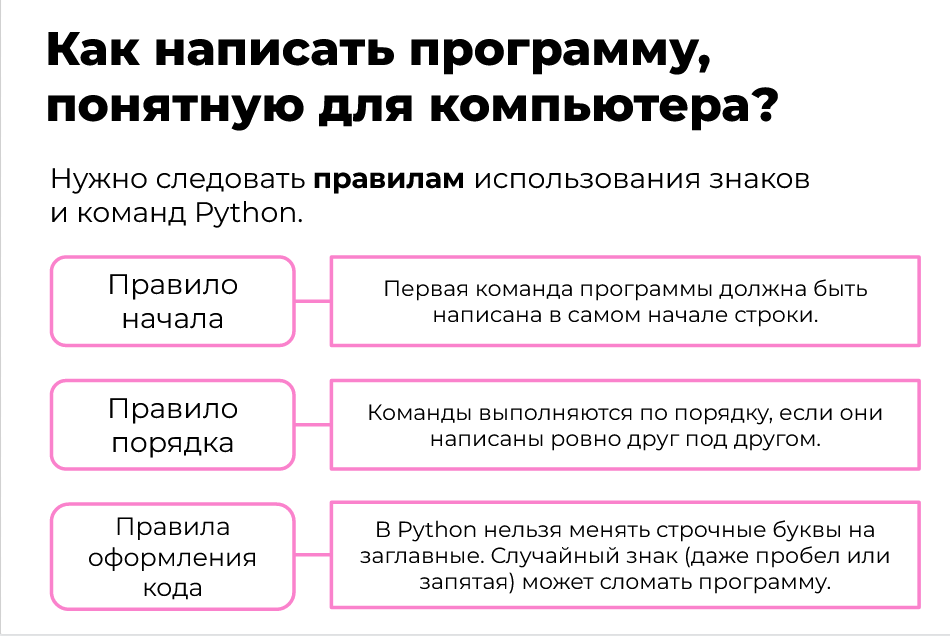 Как написать программу,
понятную для компьютера?
Нужно следовать правилам использования знаков
и команд Python.
Правило
начала
Первая команда программы должна быть
написана в самом начале строки.
Правило
порядка
Команды выполняются по порядку, если они
написаны ровно друг под другом.
Правила
оформления
кода
В Python нельзя менять строчные буквы на
заглавные. Случайный знак (даже пробел или
запятая) может сломать программу.